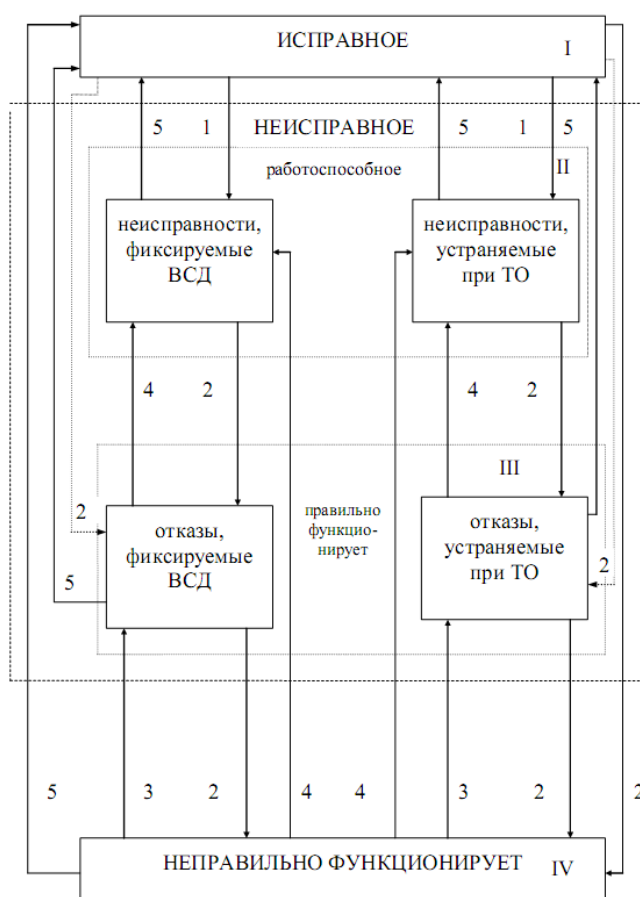 ИСПРАВНОЕ I
5 1 НЕИСПРАВНОЕ 5 1 5
работоспособное II
неисправности,
фиксируемые
ВСД
неисправности,
устраняемые
при ТО
4 2 4 2
III
2
отказы,
фиксируемые
ВСД
правильно
функцио-
нирует
отказы,
устраняемые
при ТО
2
5
5 3 2 4 4 3 2 2
НЕПРАВИЛЬНО ФУНКЦИОНИРУЕТ IV